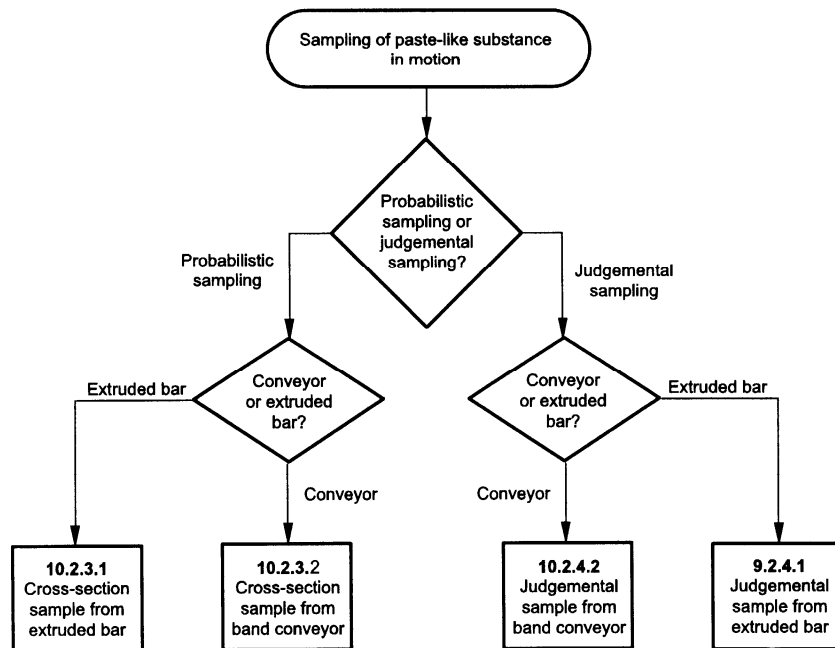 Sampling of paste-like substance
in motion
Probabilistic
sampling or
judgemental
sampling?
Probabilistic
sampling
Judgemental
sampling
Extruded bar
Conveyor
or extruded
bar?
Conveyor
or extruded
bar?
Extruded bar
Conveyor
Conveyor
10.2.3.1
Cross-section
sample from
extruded bar
10.2.3.2
Cross-section
sample from
band conveyor
10.2.4.2
Judgemental
sample from
band conveyor
9.2.4.1
Judgemental
sample from
extruded bar